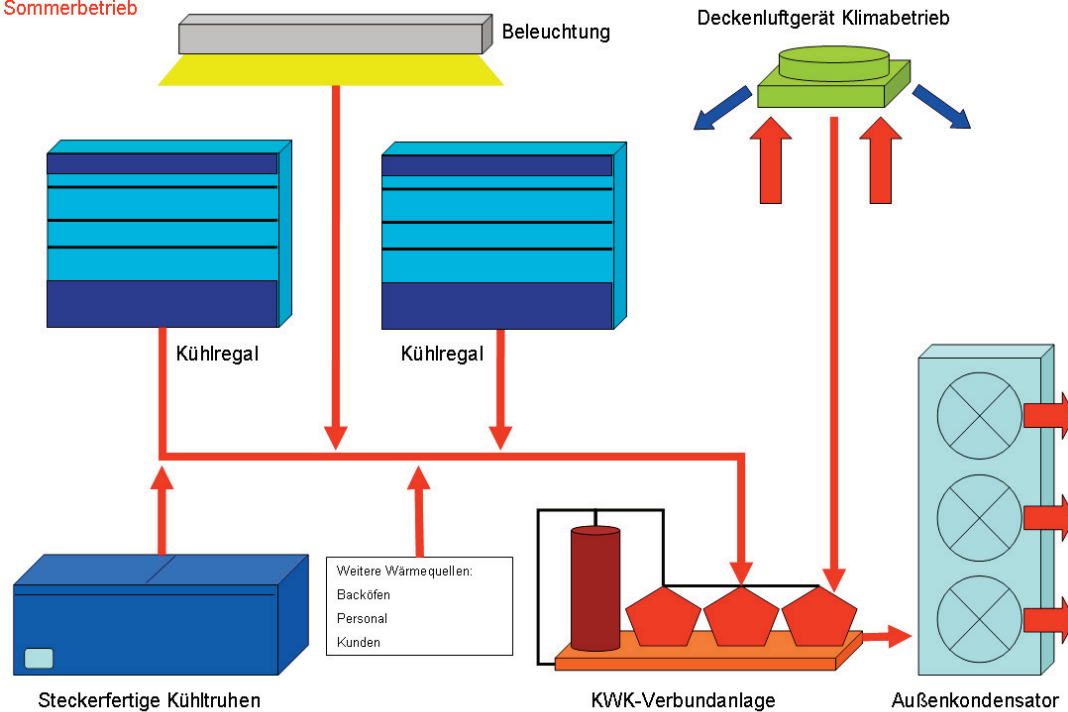 Sommerbetrieb
Beleuchtung
Deckenluftgerät Klimabetrieb
Kühlregal
Kühlregal
Weitere Wärmequellen:
Backöfen
Personal
Kunden
Steckerfertige Kühltruhen
KWK-Verbundanlage
Außenkondensator